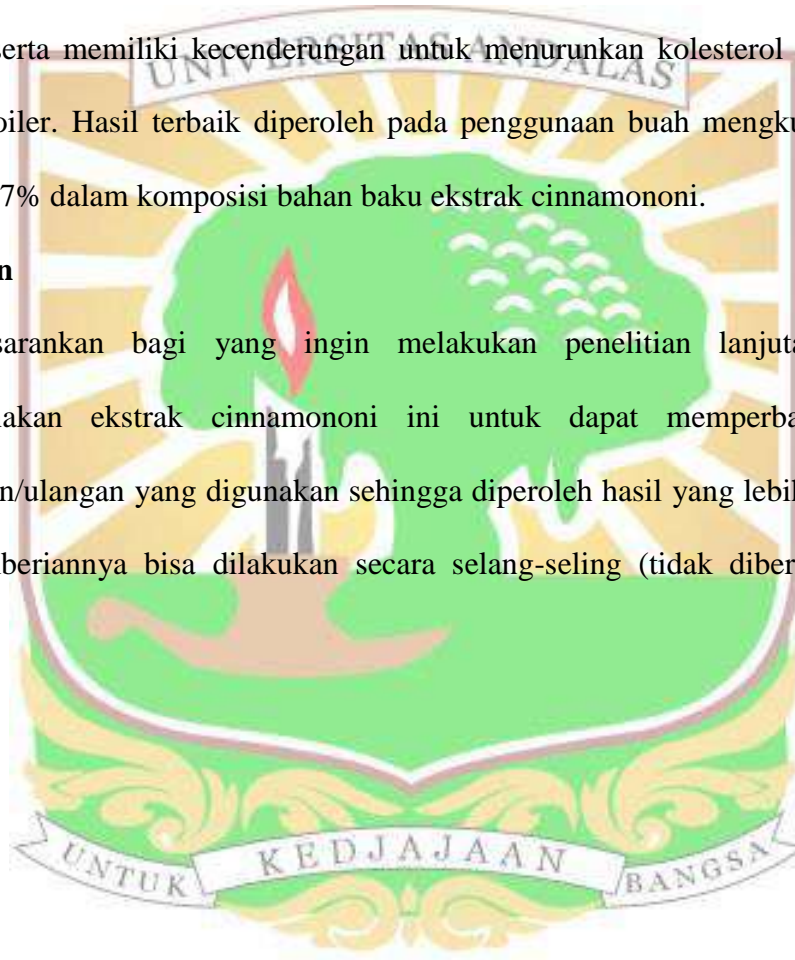 UNIVERSITAS ANDALAS
serta memiliki kecenderungan untuk menurunkan kolesterol
oiler. Hasil terbaik diperoleh pada penggunaan buah mengku
7% dalam komposisi bahan baku ekstrak cinnamononi.
n
sarankan bagi yang ingin melakukan penelitian lanjuta
akan ekstrak cinnamononi ini untuk dapat memperba
n/ulangan yang digunakan sehingga diperoleh hasil yang lebih
beriannya bisa dilakukan secara selang-seling (tidak diber
UNTUK KEDJAJAAN BANGSA